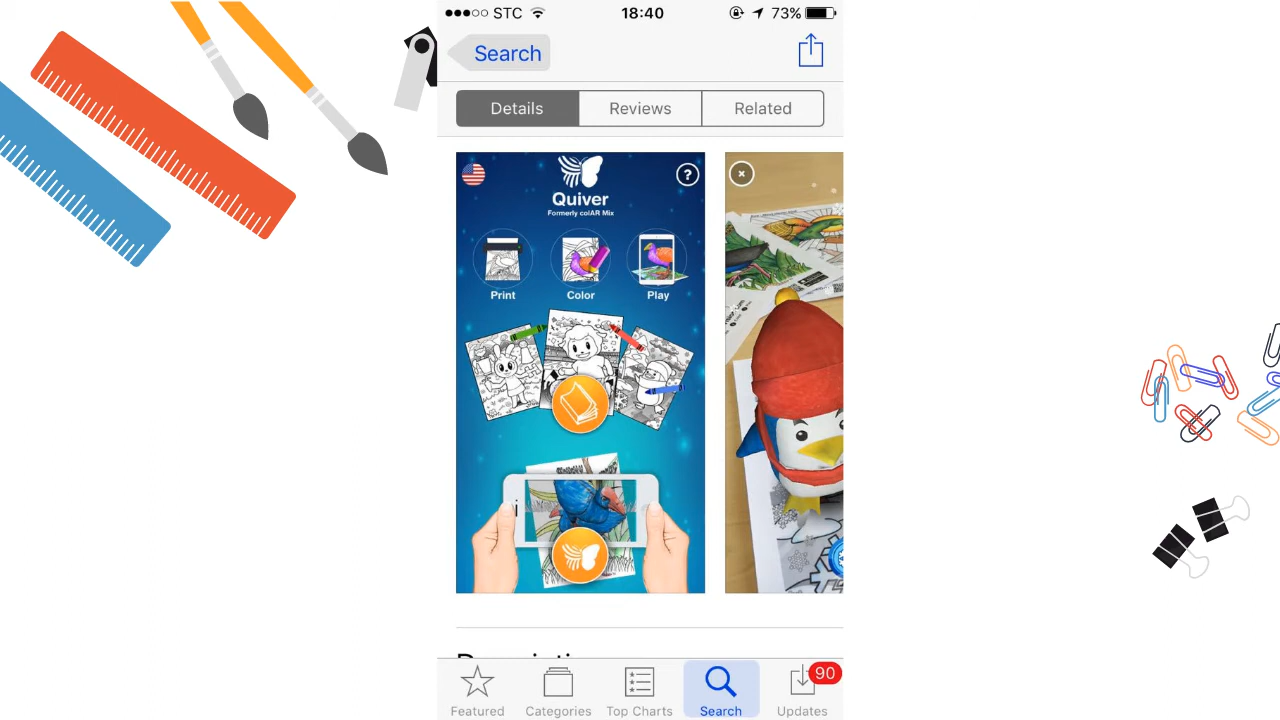 STC 18:40 73%
Search
Details Reviews Related
?
Quiver
Formerly colAR Mix
Print Color Play
90
Featured Categories Top Charts Search Updates